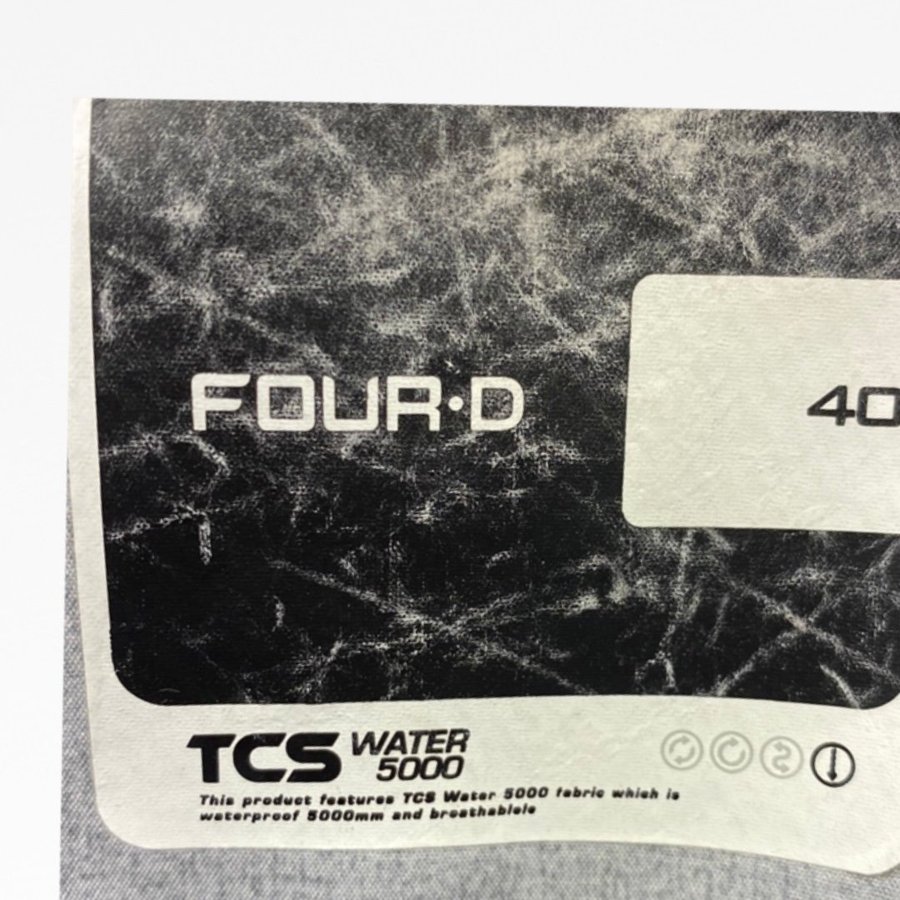 FOUR·D
40
TCS WATER
5000
This product features TCS Water 5000 fabric which is
waterproof 5000mm and breathablele